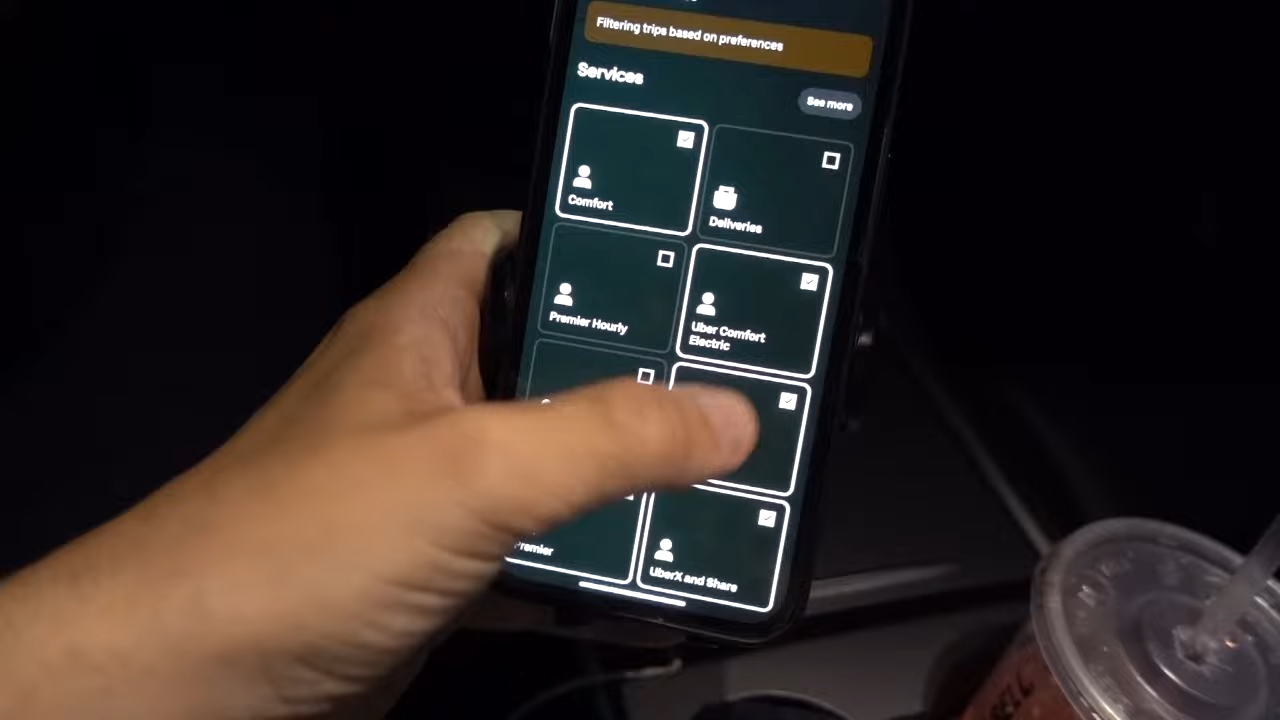 Filtering trips based on preferences
Services
See more
Comfort
Deliveries
Premier Hourly
Uber Comfort
Electric
Premier
UberX and Share